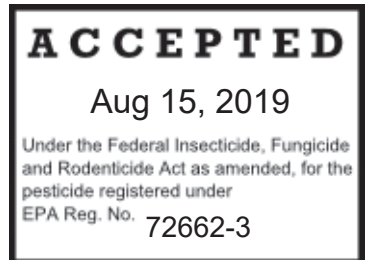 ACCEPTED
Aug 15, 2019
Under the Federal Insecticide, Fungicide
and Rodenticide Act as amended, for the
pesticide registered under
EPA Reg. No. 72662-3